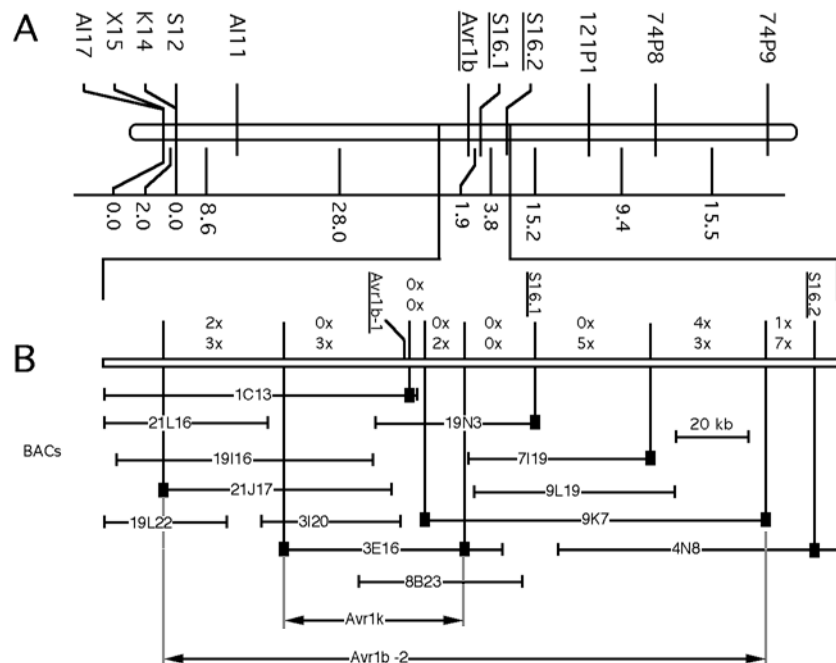 A
AI17
X15
K14
S12
AI11
Avr1b
S16.1
S16.2
121P1
74P8
74P9
0.0
2.0
0.0
8.6
28.0
1.9
3.8
15.2
9.4
15.5
B
Avr1b-1
S16.1
S16.2
2x 0x 0x 0x 0x 0x 4x 1x
3x 3x 0x 2x 0x 5x 3x 7x
BACs
1C13
21L16 19N3 20 kb
19I16 7I19
21J17 9L19
19L22 3I20 9K7
3E16 4N8
8B23
Avr1k
Avr1b -2